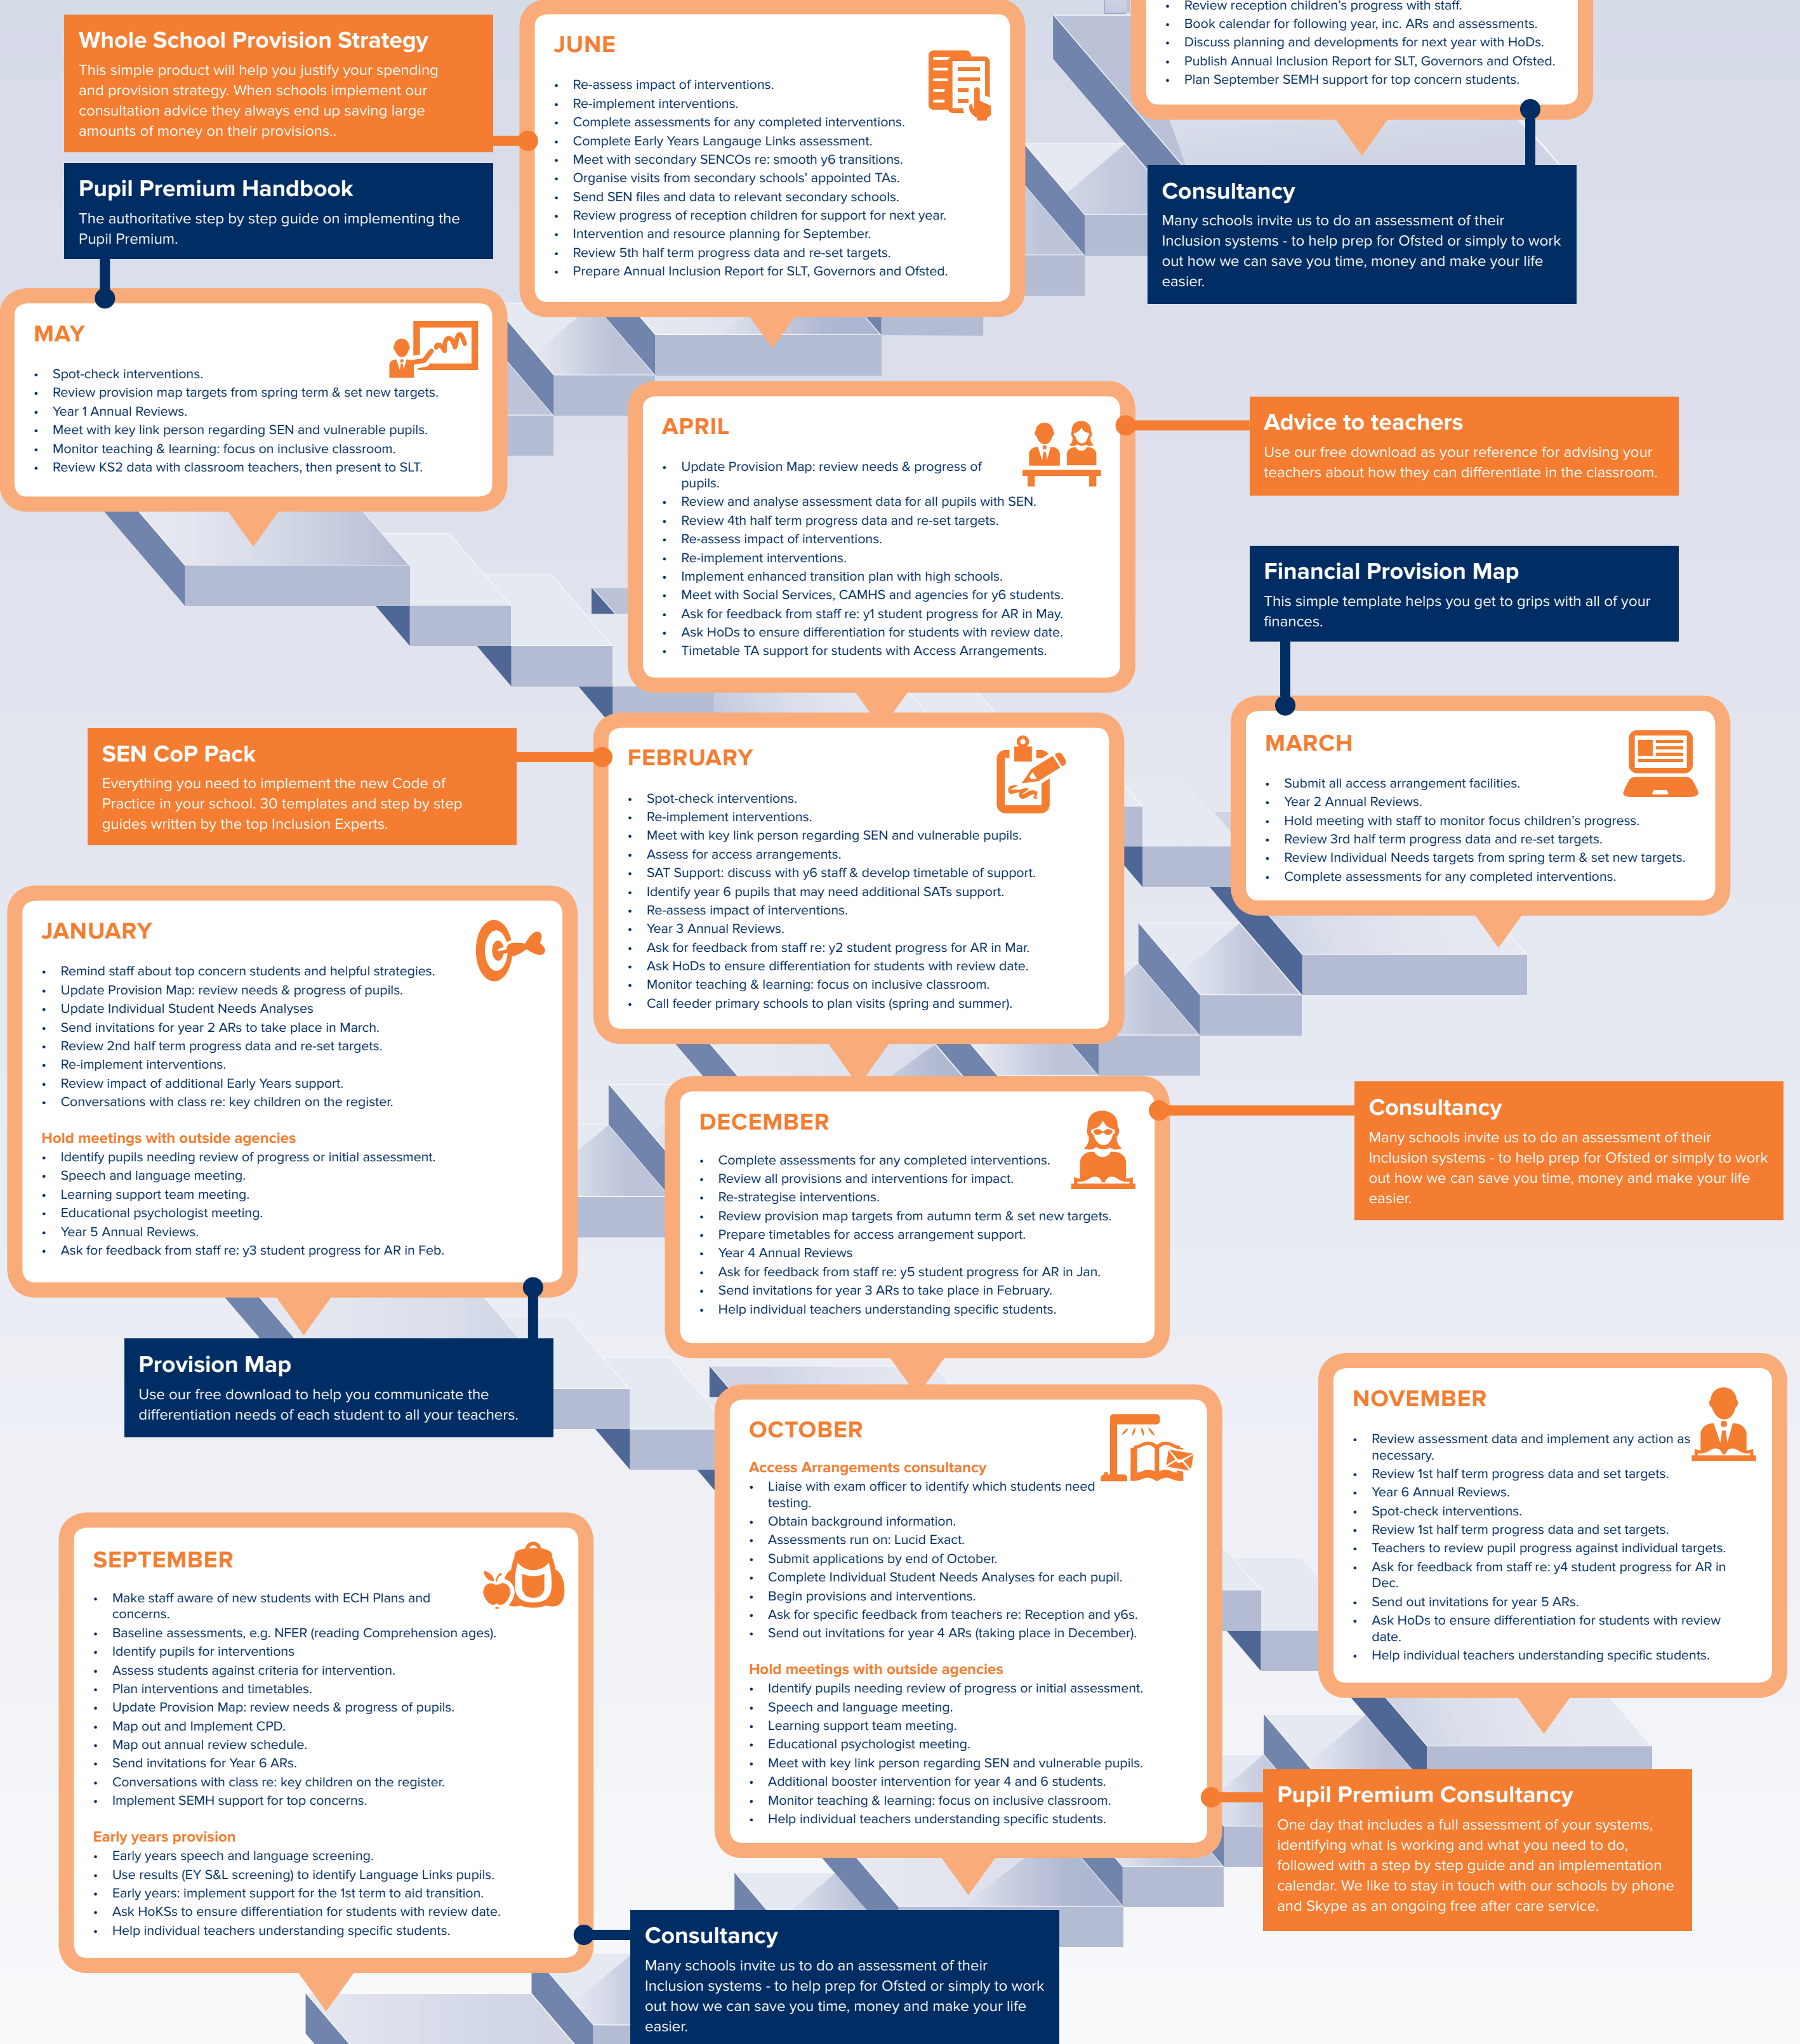 Whole School Provision Strategy
This simple product will help you justify your spending
and provision strategy. When schools implement our
consultation advice they always end up saving large
amounts of money on their provisions..
Pupil Premium Handbook
The authoritative step by step guide on implementing the
Pupil Premium.
JUNE
• Re-assess impact of interventions.
• Re-implement interventions.
• Complete assessments for any completed interventions.
• Complete Early Years Langauge Links assessment.
• Meet with secondary SENCOs re: smooth y6 transitions.
• Organise visits from secondary schools' appointed TAs.
• Send SEN files and data to relevant secondary schools.
• Review progress of reception children for support for next year.
• Intervention and resource planning for September.
• Review 5th half term progress data and re-set targets.
• Prepare Annual Inclusion Report for SLT, Governors and Ofsted.
• Review reception children's progress with staff.
• Book calendar for following year, inc. ARs and assessments.
• Discuss planning and developments for next year with HoDs.
• Publish Annual Inclusion Report for SLT, Governors and Ofsted.
• Plan September SEMH support for top concern students.
Consultancy
Many schools invite us to do an assessment of their
Inclusion systems - to help prep for Ofsted or simply to work
out how we can save you time, money and make your life
easier.
MAY
• Spot-check interventions.
• Review provision map targets from spring term & set new targets.
• Year 1 Annual Reviews.
• Meet with key link person regarding SEN and vulnerable pupils.
• Monitor teaching & learning: focus on inclusive classroom.
• Review KS2 data with classroom teachers, then present to SLT.
APRIL
• Update Provision Map: review needs & progress of
pupils.
• Review and analyse assessment data for all pupils with SEN.
• Review 4th half term progress data and re-set targets.
• Re-assess impact of interventions.
• Re-implement interventions.
• Implement enhanced transition plan with high schools.
• Meet with Social Services, CAMHS and agencies for y6 students.
• Ask for feedback from staff re: y1 student progress for AR in May.
• Ask HoDs to ensure differentiation for students with review date.
• Timetable TA support for students with Access Arrangements.
Advice to teachers
Use our free download as your reference for advising your
teachers about how they can differentiate in the classroom.
Financial Provision Map
This simple template helps you get to grips with all of your
finances.
SEN CoP Pack
Everything you need to implement the new Code of
Practice in your school. 30 templates and step by step
guides written by the top Inclusion Experts.
FEBRUARY
• Spot-check interventions.
• Re-implement interventions.
• Meet with key link person regarding SEN and vulnerable pupils.
• Assess for access arrangements.
• SAT Support: discuss with y6 staff & develop timetable of support.
• Identify year 6 pupils that may need additional SATs support.
• Re-assess impact of interventions.
• Year 3 Annual Reviews.
• Ask for feedback from staff re: y2 student progress for AR in Mar.
• Ask HoDs to ensure differentiation for students with review date.
• Monitor teaching & learning: focus on inclusive classroom.
• Call feeder primary schools to plan visits (spring and summer).
MARCH
• Submit all access arrangement facilities.
• Year 2 Annual Reviews.
• Hold meeting with staff to monitor focus children's progress.
• Review 3rd half term progress data and re-set targets.
• Review Individual Needs targets from spring term & set new targets.
• Complete assessments for any completed interventions.
JANUARY
• Remind staff about top concern students and helpful strategies.
• Update Provision Map: review needs & progress of pupils.
• Update Individual Student Needs Analyses
• Send invitations for year 2 ARs to take place in March.
• Review 2nd half term progress data and re-set targets.
• Re-implement interventions.
• Review impact of additional Early Years support.
• Conversations with class re: key children on the register.
Hold meetings with outside agencies
• Identify pupils needing review of progress or initial assessment.
• Speech and language meeting.
• Learning support team meeting.
• Educational psychologist meeting.
• Year 5 Annual Reviews.
• Ask for feedback from staff re: y3 student progress for AR in Feb.
DECEMBER
• Complete assessments for any completed interventions.
• Review all provisions and interventions for impact.
• Re-strategise interventions.
• Review provision map targets from autumn term & set new targets.
• Prepare timetables for access arrangement support.
• Year 4 Annual Reviews
• Ask for feedback from staff re: y5 student progress for AR in Jan.
• Send invitations for year 3 ARs to take place in February.
• Help individual teachers understanding specific students.
Consultancy
Many schools invite us to do an assessment of their
Inclusion systems - to help prep for Ofsted or simply to work
out how we can save you time, money and make your life
easier.
Provision Map
Use our free download to help you communicate the
differentiation needs of each student to all your teachers.
OCTOBER
Access Arrangements consultancy
• Liaise with exam officer to identify which students need
testing.
• Obtain background information.
• Assessments run on: Lucid Exact.
• Submit applications by end of October.
• Complete Individual Student Needs Analyses for each pupil.
• Begin provisions and interventions.
• Ask for specific feedback from teachers re: Reception and y6s.
• Send out invitations for year 4 ARs (taking place in December).
Hold meetings with outside agencies
• Identify pupils needing review of progress or initial assessment.
• Speech and language meeting.
• Learning support team meeting.
• Educational psychologist meeting.
• Meet with key link person regarding SEN and vulnerable pupils.
• Additional booster intervention for year 4 and 6 students.
• Monitor teaching & learning: focus on inclusive classroom.
• Help individual teachers understanding specific students.
NOVEMBER
• Review assessment data and implement any action as
necessary.
• Review 1st half term progress data and set targets.
• Year 6 Annual Reviews.
• Spot-check interventions.
• Review 1st half term progress data and set targets.
• Teachers to review pupil progress against individual targets.
• Ask for feedback from staff re: y4 student progress for AR in
Dec.
• Send out invitations for year 5 ARs.
• Ask HoDs to ensure differentiation for students with review
date.
• Help individual teachers understanding specific students.
SEPTEMBER
• Make staff aware of new students with ECH Plans and
concerns.
• Baseline assessments, e.g. NFER (reading Comprehension ages).
• Identify pupils for interventions
• Assess students against criteria for intervention.
• Plan interventions and timetables.
• Update Provision Map: review needs & progress of pupils.
• Map out and Implement CPD.
• Map out annual review schedule.
• Send invitations for Year 6 ARs.
• Conversations with class re: key children on the register.
• Implement SEMH support for top concerns.
Early years provision
• Early years speech and language screening.
• Use results (EY S&L screening) to identify Language Links pupils.
• Early years: implement support for the 1st term to aid transition.
• Ask HoKSs to ensure differentiation for students with review date.
• Help individual teachers understanding specific students.
Pupil Premium Consultancy
One day that includes a full assessment of your systems,
identifying what is working and what you need to do,
followed with a step by step guide and an implementation
calendar. We like to stay in touch with our schools by phone
and Skype as an ongoing free after care service.
Consultancy
Many schools invite us to do an assessment of their
Inclusion systems - to help prep for Ofsted or simply to work
out how we can save you time, money and make your life
easier.